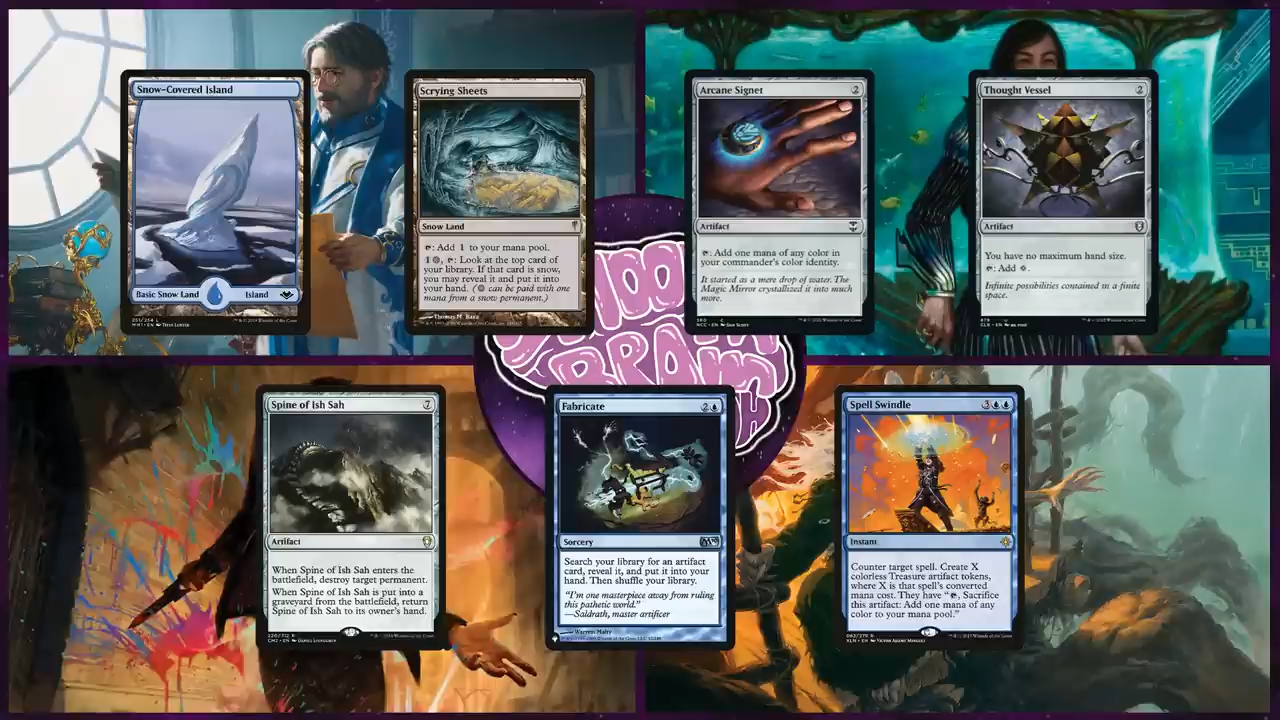 Snow-Covered Island
Basic Snow Land
Island
Scrying Sheets
Snow Land
: Add 1 to your mana pool.
1 , : Look at the top card of
your library. If that card is snow,
you may reveal it and put it into
your hand. ( can be paid with one
mana from a snow permanent.)
Arcane Signet 2
Artifact
: Add one mana of any color in
your commander's color identity.
It started as a mere drop of water. The
Magic Mirror crystallized it into much
more.
Thought Vessel 2
Artifact
You have no maximum hand size.
: Add .
Infinite possibilities contained in a finite
space.
Spine of Ish Sah 7
Artifact
When Spine of Ish Sah enters the
battlefield, destroy target permanent.
When Spine of Ish Sah is put into a
graveyard from the battlefield, return
Spine of Ish Sah to its owner's hand.
Fabricate 2
Sorcery
Search your library for an artifact
card, reveal it, and put it into your
hand. Then shuffle your library.
"I'm one masterpiece away from ruling
this pathetic world."
—Saldrath, master artificer
Warren Mahy
Spell Swindle 3
Instant
Counter target spell. Create X
colorless Treasure artifact tokens,
where X is that spell's converted
mana cost. They have ", Sacrifice
this artifact: Add one mana of any
color to your mana pool."